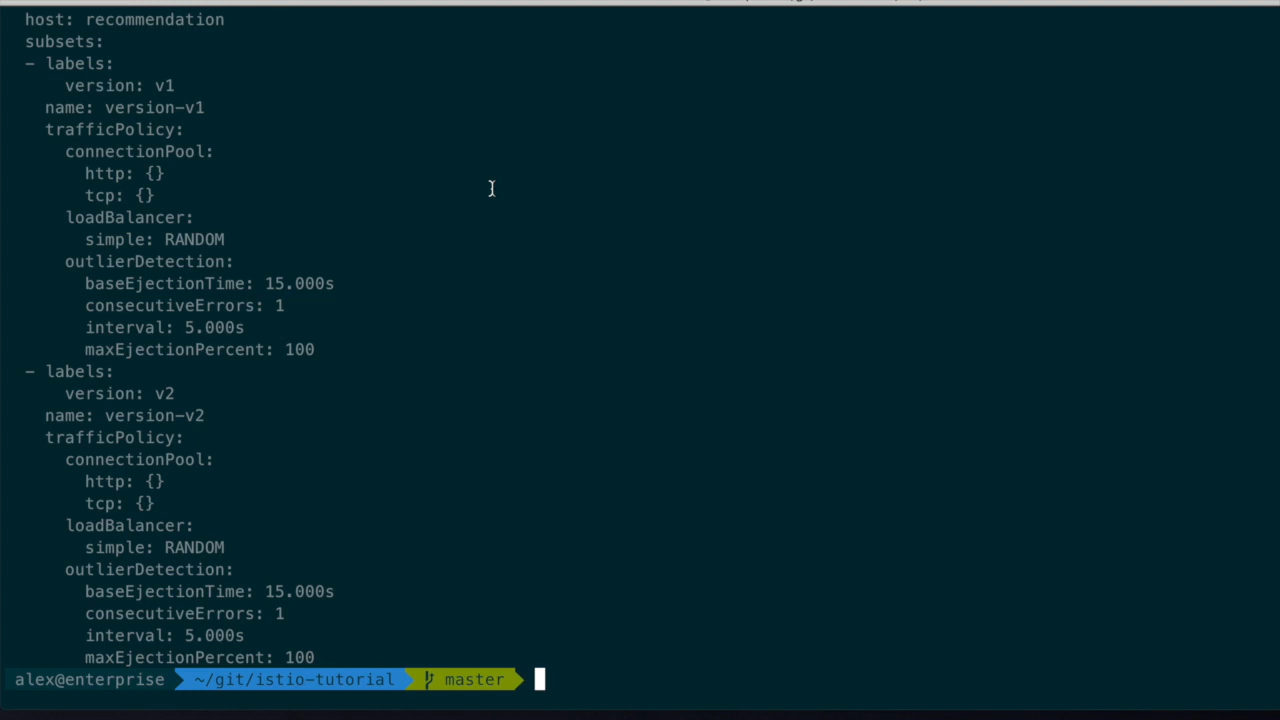 host: recommendation
subsets:
- labels:
version: v1
name: version-v1
trafficPolicy:
connectionPool:
http: {}
tcp: {}
loadBalancer:
simple: RANDOM
outlierDetection:
baseEjectionTime: 15.000s
consecutiveErrors: 1
interval: 5.000s
maxEjectionPercent: 100
- labels:
version: v2
name: version-v2
trafficPolicy:
connectionPool:
http: {}
tcp: {}
loadBalancer:
simple: RANDOM
outlierDetection:
baseEjectionTime: 15.000s
consecutiveErrors: 1
interval: 5.000s
maxEjectionPercent: 100
alex@enterprise ~/git/istio-tutorial master